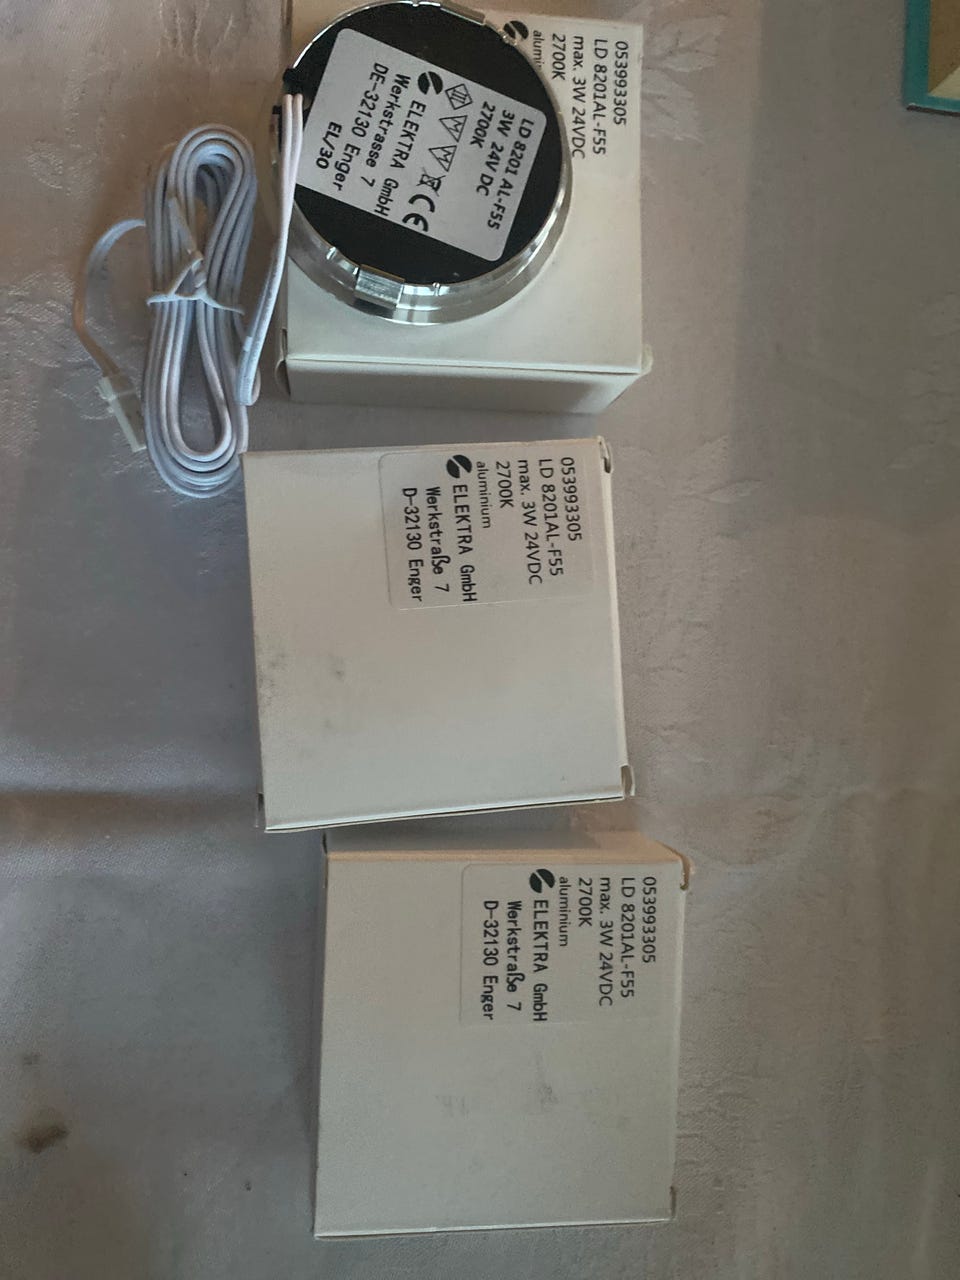 053993305
LD 8201AL-F55
max. 3W 24VDC
2700K
LD 8201 AL-F55
3W 24V DC
2700K
CE
ELEKTRA GmbH
Werkstrasse 7
DE-32130 Enger
EL/30
053993305
LD 8201AL-F55
max. 3W 24VDC
2700K
aluminium
ELEKTRA GmbH
Werkstraße 7
D-32130 Enger
053993305
LD 8201AL-F55
max. 3W 24VDC
2700K
aluminium
ELEKTRA GmbH
Werkstraße 7
D-32130 Enger